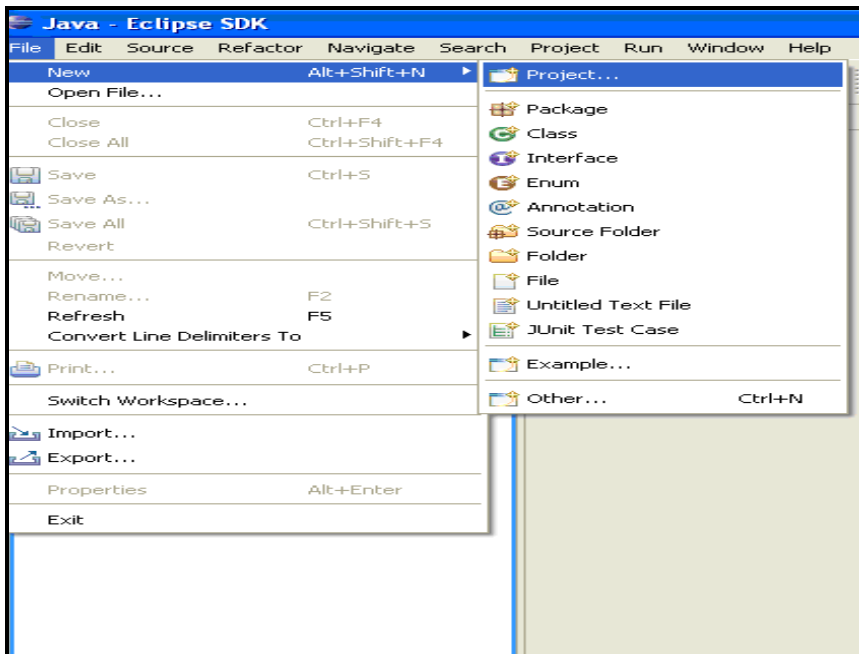 Java - Eclipse SDK
File Edit Source Refactor Navigate Search Project Run Window Help
New Alt+Shift+N
Open File...
Close Ctrl+F4
Close All Ctrl+Shift+F4
Save Ctrl+S
Save As...
Save All Ctrl+Shift+S
Revert
Move...
Rename... F2
Refresh F5
Convert Line Delimiters To
Print... Ctrl+P
Switch Workspace...
Import...
Export...
Properties Alt+Enter
Exit
Project...
Package
Class
Interface
Enum
Annotation
Source Folder
Folder
File
Untitled Text File
JUnit Test Case
Example...
Other... Ctrl+N